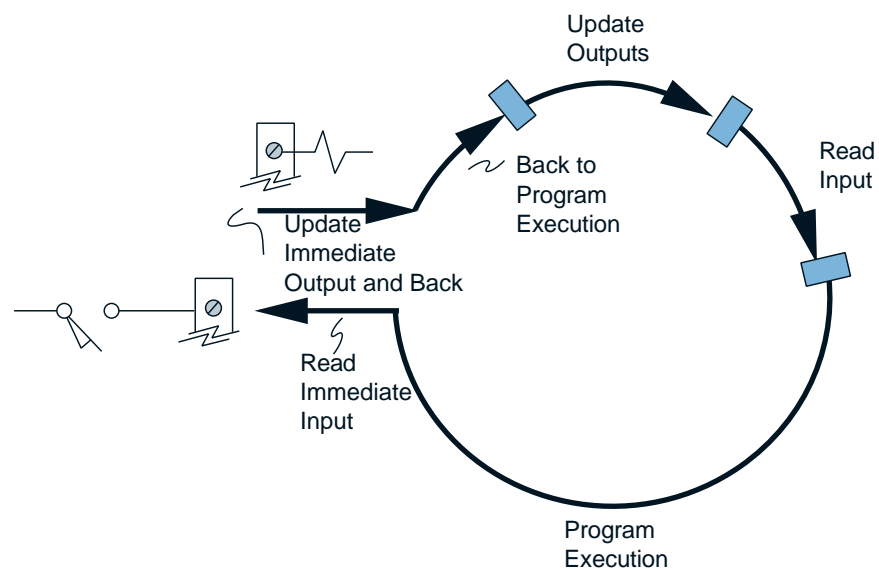 Update
Outputs
Read
Input
Back to
Program
Execution
Update
Immediate
Output and Back
Read
Immediate
Input
Program
Execution